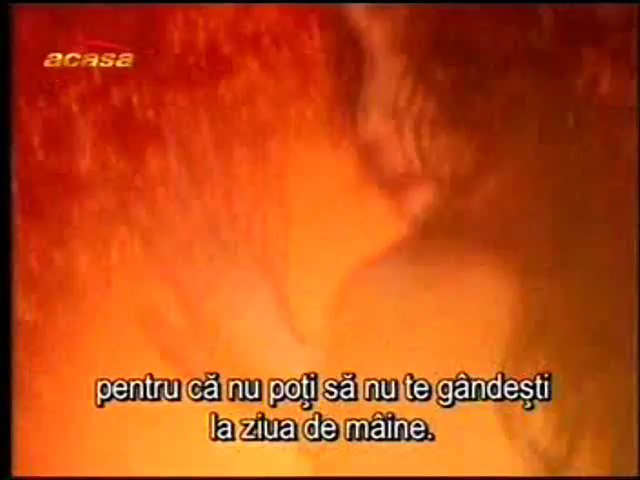 acasa
pentru că nu poţi să nu te gândeşti
la ziua de mâine.